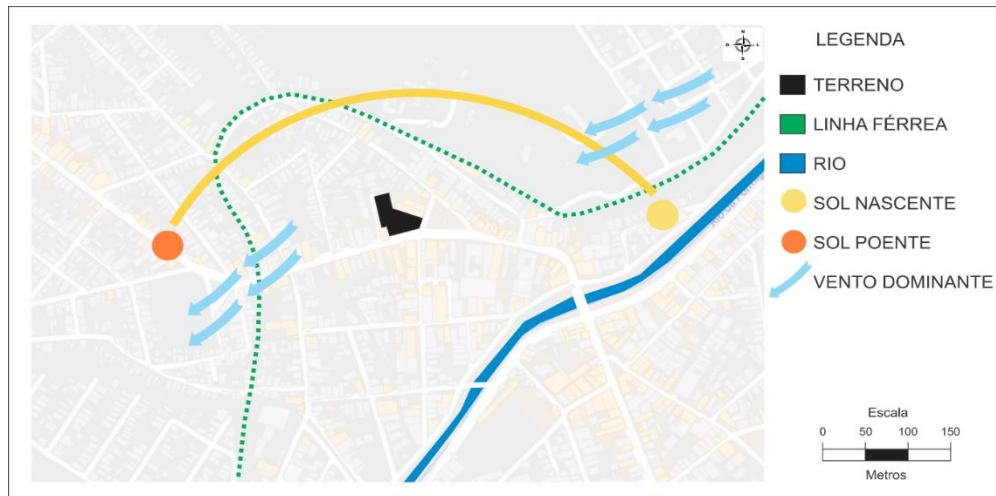 N
O L
S
LEGENDA
TERRENO
LINHA FÉRREA
RIO
SOL NASCENTE
SOL POENTE
VENTO DOMINANTE
Escala
0 50 100 150
Metros